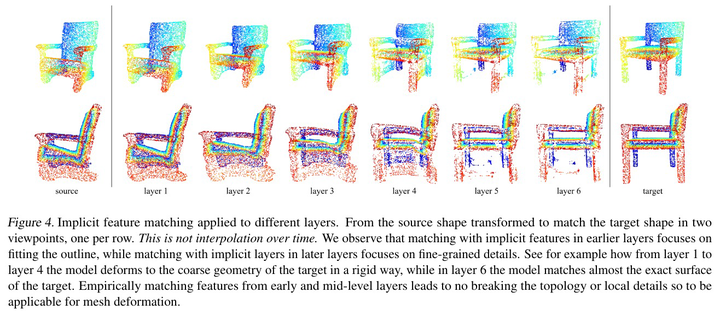 source layer 1 layer 2 layer 3 layer 4 layer 5 layer 6 target
Figure 4. Implicit feature matching applied to different layers. From the source shape transformed to match the target shape in two
viewpoints, one per row. This is not interpolation over time. We observe that matching with implicit features in earlier layers focuses on
fitting the outline, while matching with implicit layers in later layers focuses on fine-grained details. See for example how from layer 1 to
layer 4 the model deforms to the coarse geometry of the target in a rigid way, while in layer 6 the model matches almost the exact surface
of the target. Empirically matching features from early and mid-level layers leads to no breaking the topology or local details so to be
applicable for mesh deformation.